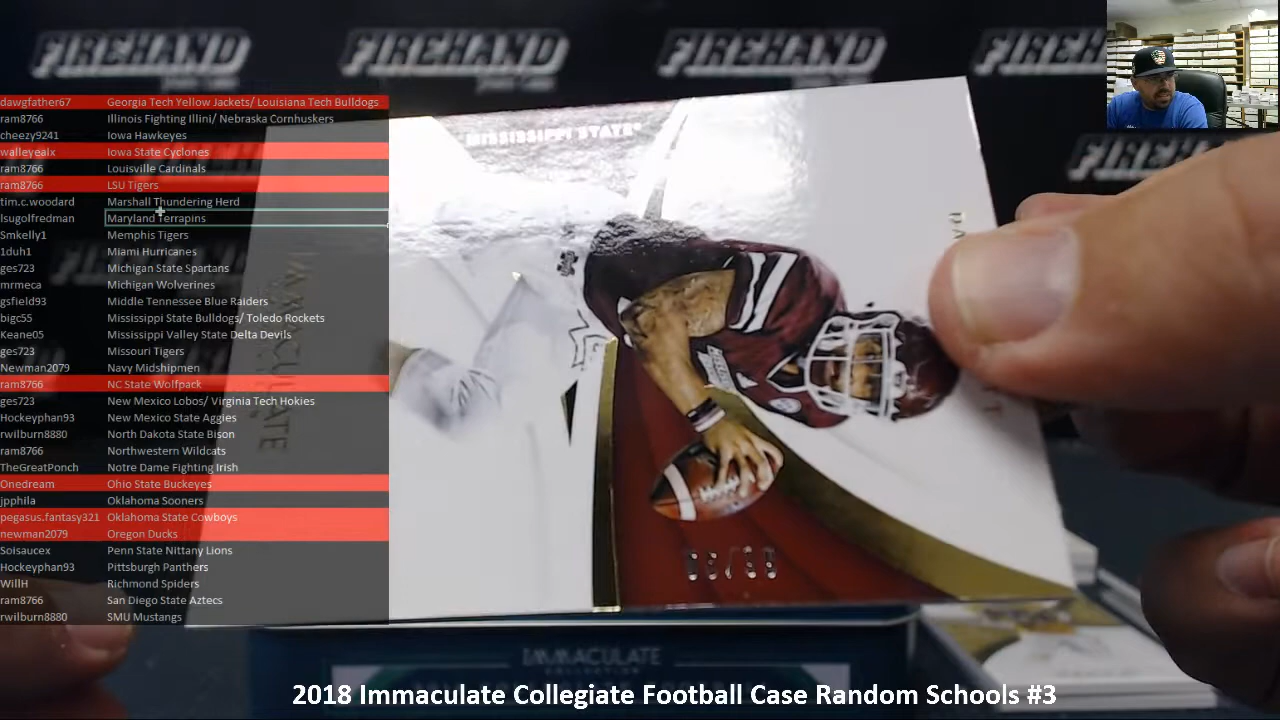 FIREHAND FIREHAND FIREHAND FIREHAND
FIREHAND
dawgfather67 Georgia Tech Yellow Jackets/ Louisiana Tech Bulldogs
ram8766 Illinois Fighting Illini/ Nebraska Cornhuskers
cheezy9241 Iowa Hawkeyes
walleyealx Iowa State Cyclones
ram8766 Louisville Cardinals
ram8766 LSU Tigers
tim.c.woodard Marshall Thundering Herd
lsugolfredman Maryland Terrapins
Smkelly1 Memphis Tigers
1duh1 Miami Hurricanes
ges723 Michigan State Spartans
mrmeca Michigan Wolverines
gsfield93 Middle Tennessee Blue Raiders
bigc55 Mississippi State Bulldogs/ Toledo Rockets
Keane05 Mississippi Valley State Delta Devils
ges723 Missouri Tigers
Newman2079 Navy Midshipmen
ram8766 NC State Wolfpack
ges723 New Mexico Lobos/ Virginia Tech Hokies
Hockeyphan93 New Mexico State Aggies
rwilburn8880 North Dakota State Bison
ram8766 Northwestern Wildcats
TheGreatPonch Notre Dame Fighting Irish
Onedream Ohio State Buckeyes
jpphila Oklahoma Sooners
pegasus.fantasy321 Oklahoma State Cowboys
newman2079 Oregon Ducks
Soisaucex Penn State Nittany Lions
Hockeyphan93 Pittsburgh Panthers
WillH Richmond Spiders
ram8766 San Diego State Aztecs
rwilburn8880 SMU Mustangs
MISSISSIPPI STATE
IMMACULATE
IMMACULATE
2018 Immaculate Collegiate Football Case Random Schools #3